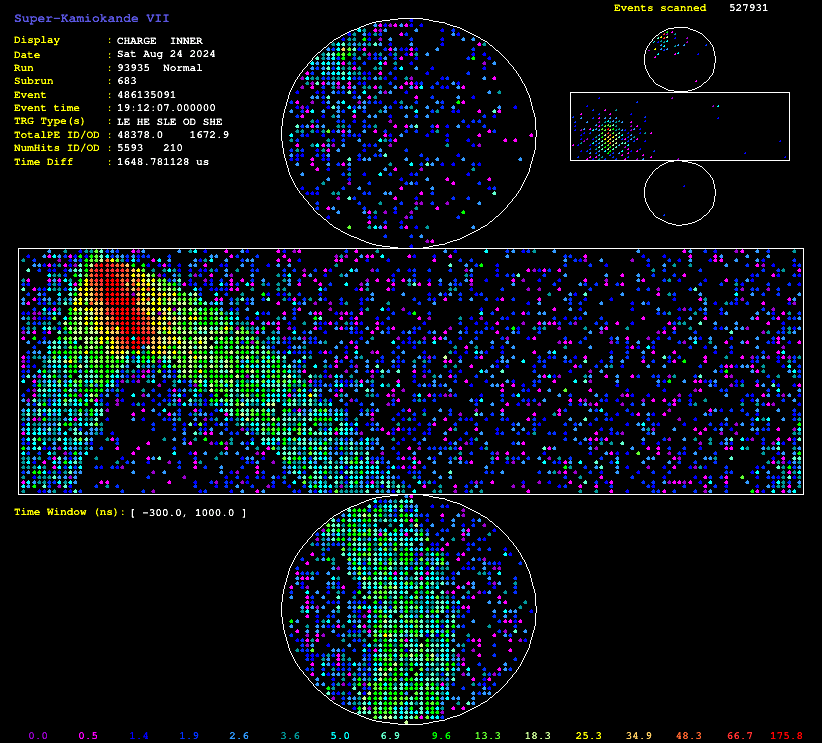 Super-Kamiokande VII
Events scanned 527931
Display : CHARGE INNER
Date : Sat Aug 24 2024
Run : 93935 Normal
Subrun : 683
Event : 486135091
Event time : 19:12:07.000000
TRG Type(s) : LE HE SLE OD SHE
TotalPE ID/OD : 48378.0 1672.9
NumHits ID/OD : 5593 210
Time Diff : 1648.781128 us
Time Window (ns): [ -300.0, 1000.0 ]
0.0 0.5 1.4 1.9 2.6 3.6 5.0 6.9 9.6 13.3 18.3 25.3 34.9 48.3 66.7 175.8